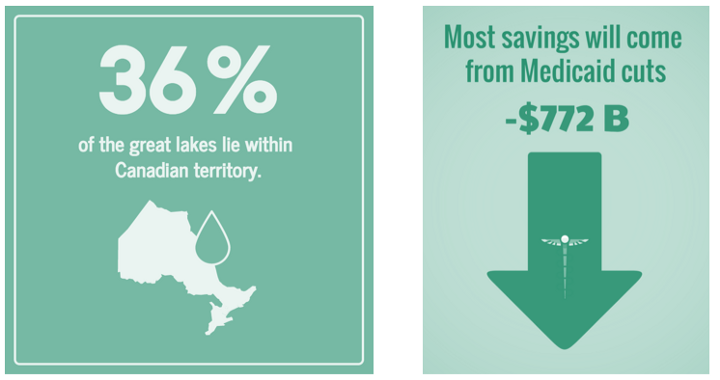 36%
of the great lakes lie within
Canadian territory.
Most savings will come
from Medicaid cuts
-$772 B